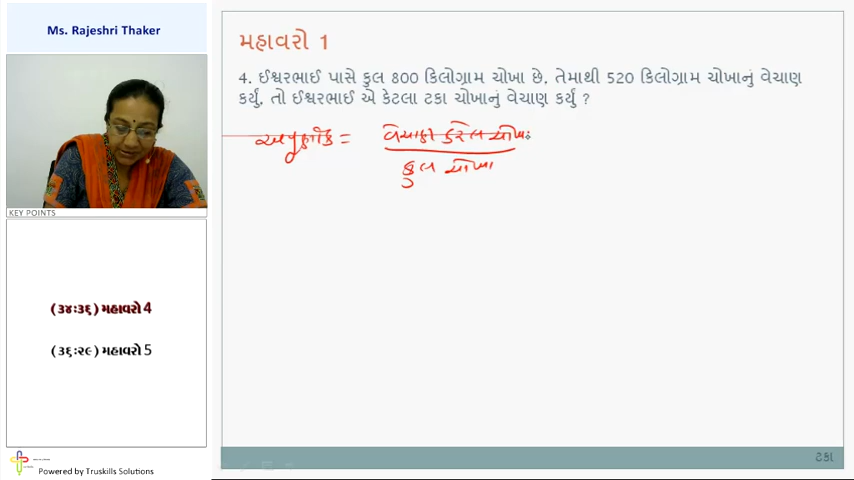 Ms. Rajeshri Thaker
KEY POINTS
(૩૪:૩૬) મહાવરો 4
(૩૬:૨૯) મહાવરો 5
Powered by Truskills Solutions
મહાવરો 1
4. ઈશ્વરભાઈ પાસે કુલ 800 કિલોગ્રામ ચોખા છે. તેમાથી 520 કિલોગ્રામ ચોખાનું વેચાણ
કર્યું. તો ઈશ્વરભાઈ એ કેટલા ટકા ચોખાનું વેચાણ કર્યું ?
અપૂર્ણાંક = વેચાણ કરેલ ચોખા
કુલ ચોખા
ટકા